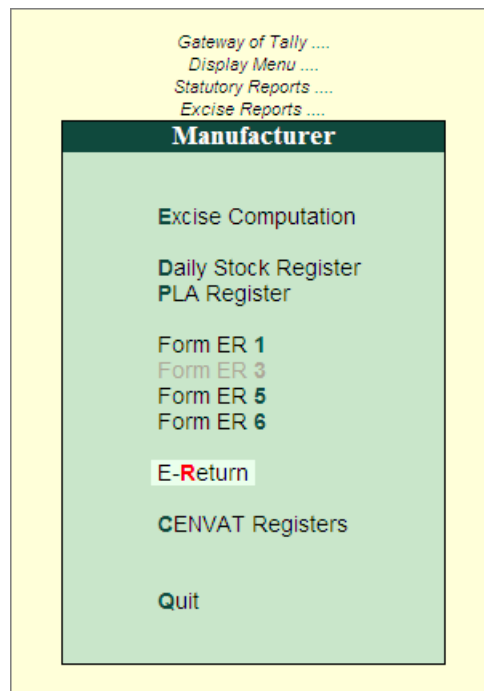 Gateway of Tally ....
Display Menu ....
Statutory Reports ....
Excise Reports ....
Manufacturer
Excise Computation
Daily Stock Register
PLA Register
Form ER 1
Form ER 3
Form ER 5
Form ER 6
E-Return
CENVAT Registers
Quit